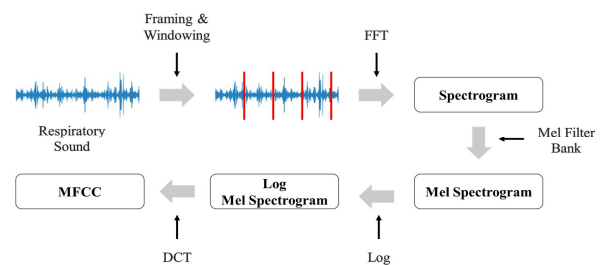 Framing &
Windowing
FFT
Respiratory
Sound
Spectrogram
Mel Filter
Bank
Mel Spectrogram
Log
Mel Spectrogram
MFCC
DCT
Log